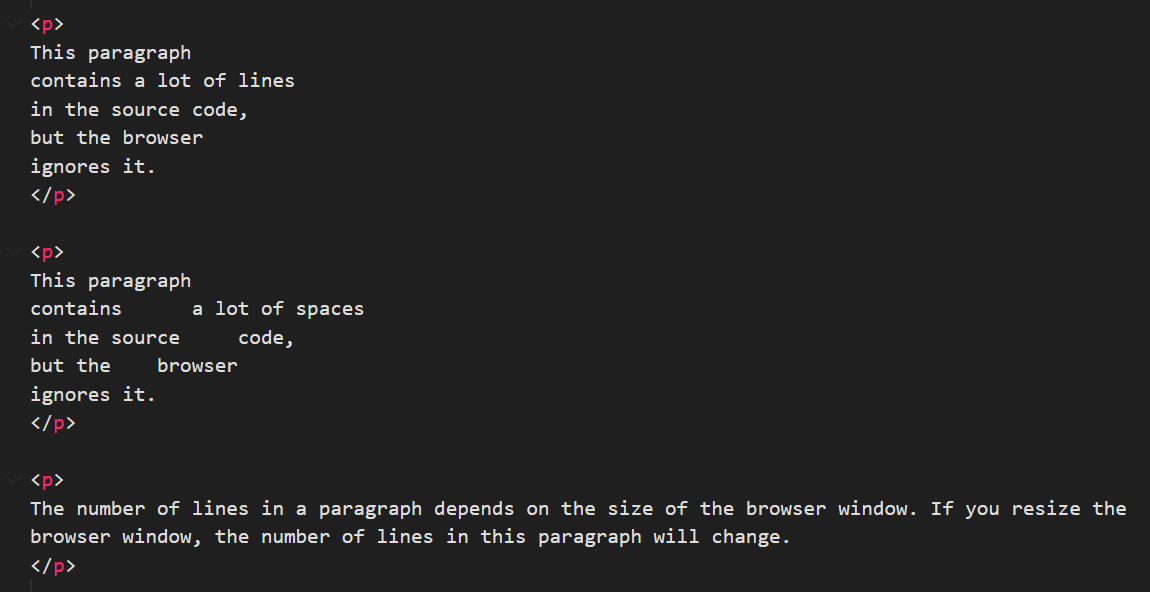 <p>
This paragraph
contains a lot of lines
in the source code,
but the browser
ignores it.
</p>
<p>
This paragraph
contains      a lot of spaces
in the source     code,
but the    browser
ignores it.
</p>
<p>
The number of lines in a paragraph depends on the size of the browser window. If you resize the
browser window, the number of lines in this paragraph will change.
</p>